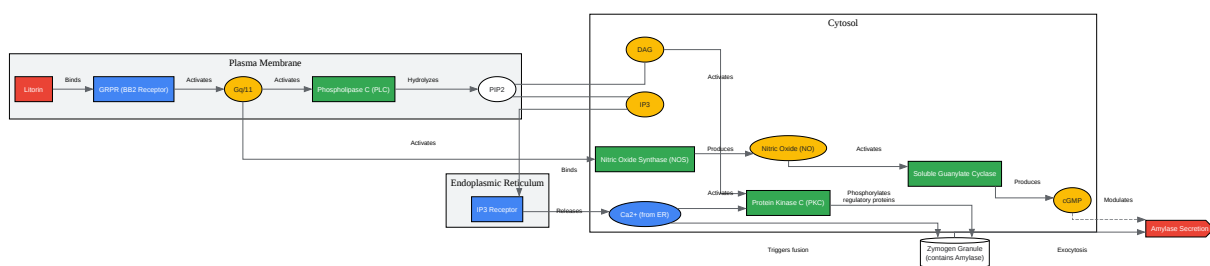 Cytosol
Plasma Membrane
DAG
Activates
Litorin
Binds
GRPR (BB2 Receptor)
Activates
Gq/11
Activates
Phospholipase C (PLC)
Hydrolyzes
PIP2
IP3
Activates
Nitric Oxide Synthase (NOS)
Produces
Nitric Oxide (NO)
Activates
Soluble Guanylate Cyclase
Produces
cGMP
Modulates
Binds
Endoplasmic Reticulum
IP3 Receptor
Releases
Ca2+ (from ER)
Activates
Protein Kinase C (PKC)
Phosphorylates
regulatory proteins
Amylase Secretion
Triggers fusion
Zymogen Granule
(contains Amylase)
Exocytosis